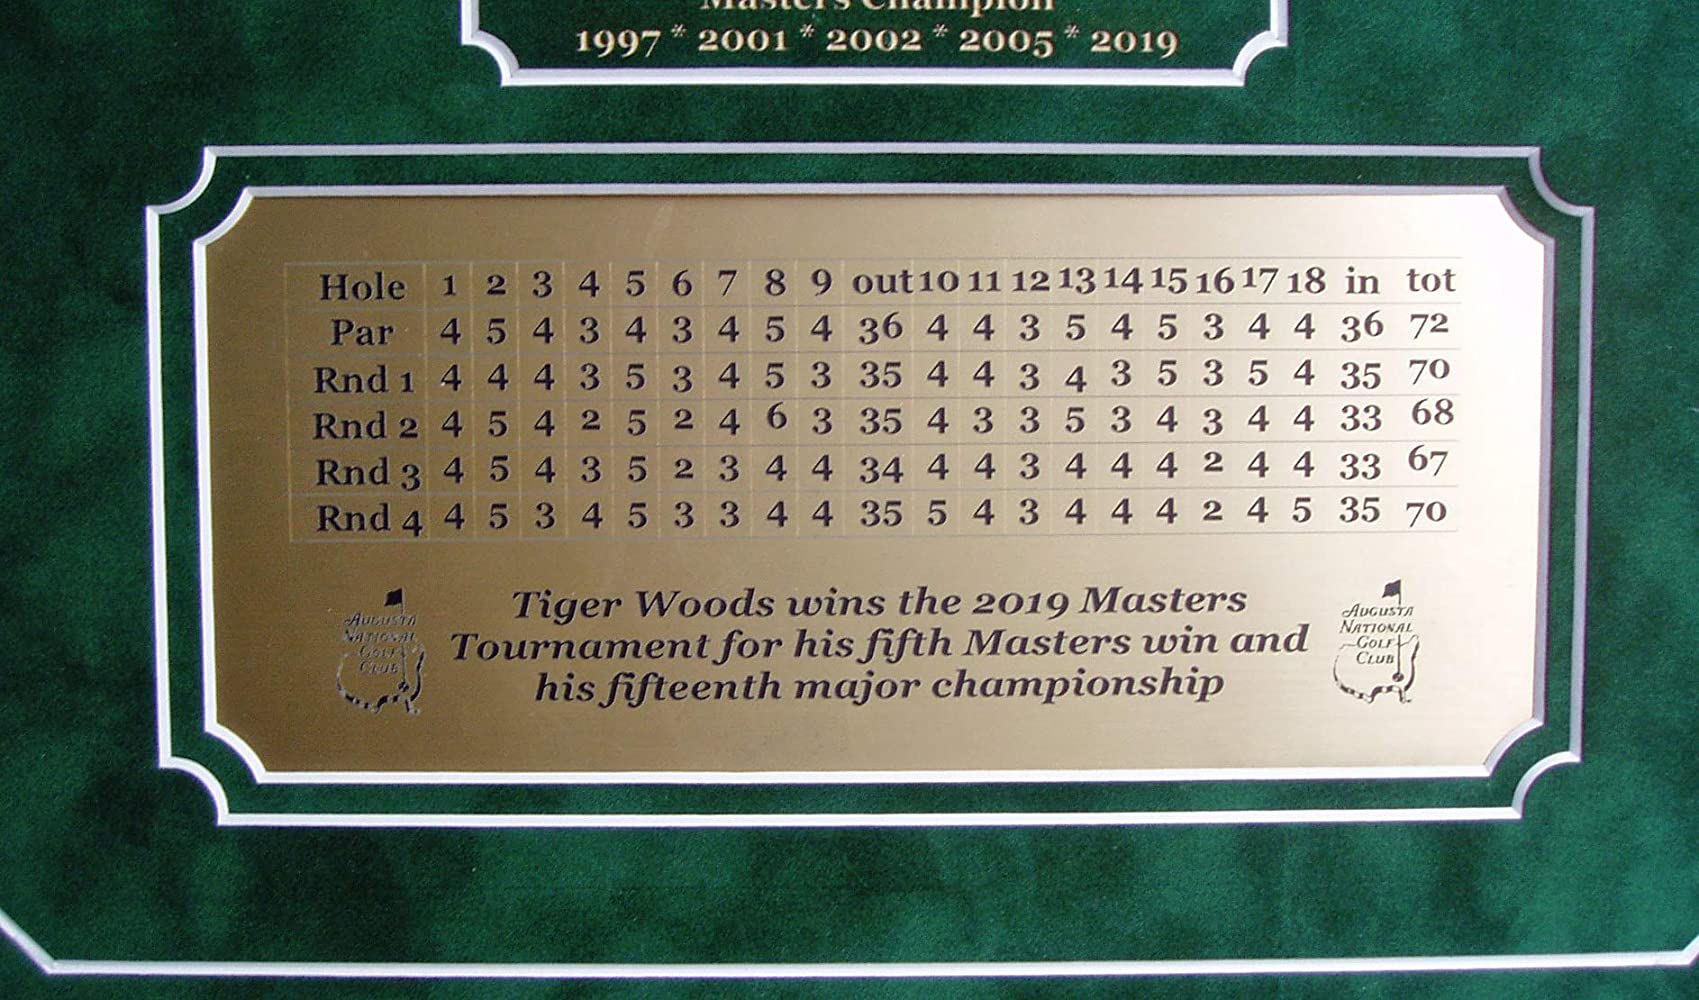 Masters Champion
1997 * 2001 * 2002 * 2005 * 2019
Hole 1 2 3 4 5 6 7 8 9 out 10 11 12 13 14 15 16 17 18 in tot
Par 4 5 4 3 4 3 4 5 4 36 4 4 3 5 4 5 3 4 4 36 72
Rnd 1 4 4 4 3 5 3 4 5 3 35 4 4 3 4 3 5 3 5 4 35 70
Rnd 2 4 5 4 2 5 2 4 6 3 35 4 3 3 5 3 4 3 4 4 33 68
Rnd 3 4 5 4 3 5 2 3 4 4 34 4 4 3 4 4 4 2 4 4 33 67
Rnd 4 4 5 3 4 5 3 3 4 4 35 5 4 3 4 4 4 2 4 5 35 70
Tiger Woods wins the 2019 Masters
Tournament for his fifth Masters win and
his fifteenth major championship
AUGUSTA
NATIONAL
GOLF
CLUB
AUGUSTA
NATIONAL
GOLF
CLUB